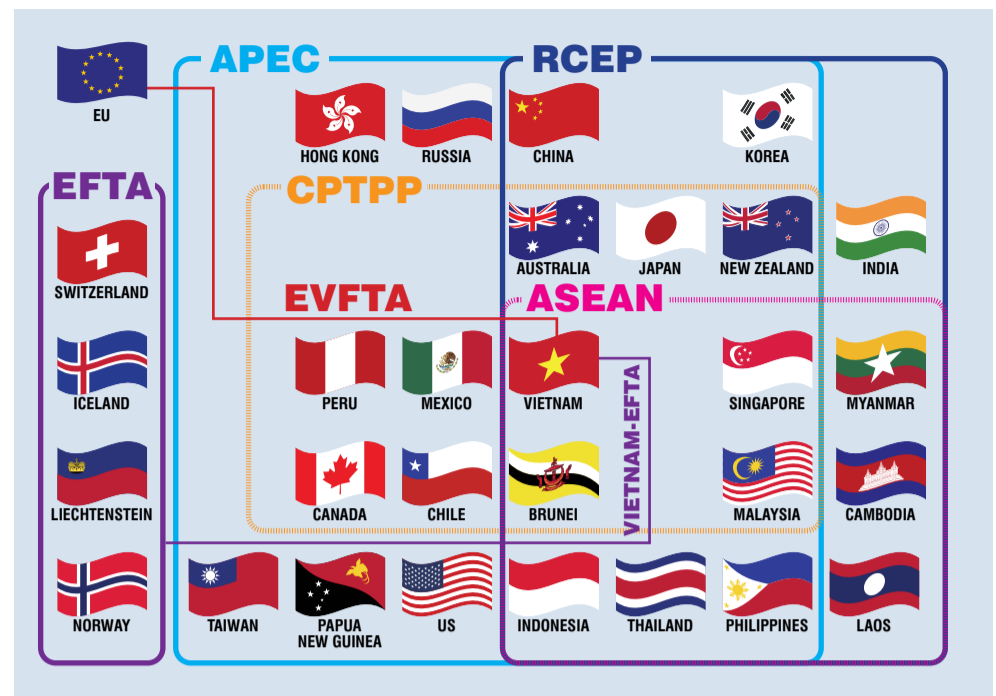 APEC
RCEP
EU
HONG KONG
RUSSIA
CHINA
KOREA
EFTA
CPTPP
SWITZERLAND
AUSTRALIA
JAPAN
NEW ZEALAND
INDIA
EVFTA
ASEAN
ICELAND
PERU
MEXICO
VIETNAM
SINGAPORE
MYANMAR
VIETNAM-EFTA
LIECHTENSTEIN
CANADA
CHILE
BRUNEI
MALAYSIA
CAMBODIA
NORWAY
TAIWAN
PAPUA
NEW GUINEA
US
INDONESIA
THAILAND
PHILIPPINES
LAOS